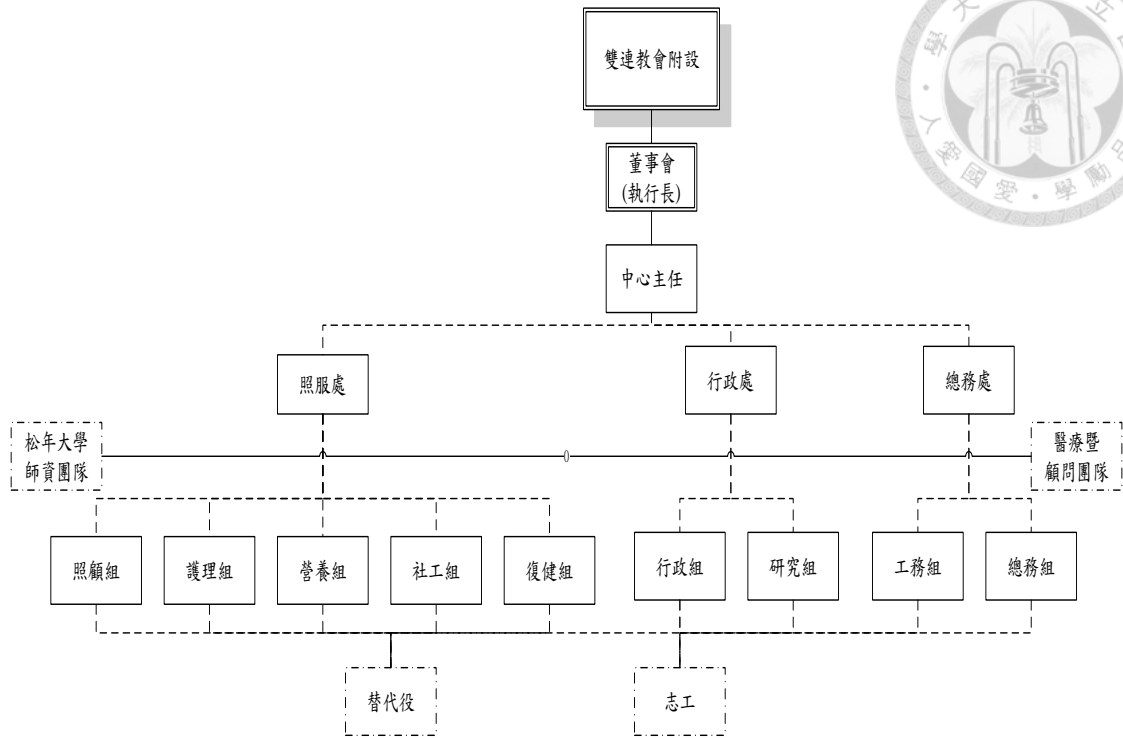 雙連教會附設
董事會
(執行長)
中心主任
照服處
行政處
總務處
松年大學
師資團隊
醫療暨
顧問團隊
照顧組
護理組
營養組
社工組
復健組
行政組
研究組
工務組
總務組
替代役
志工